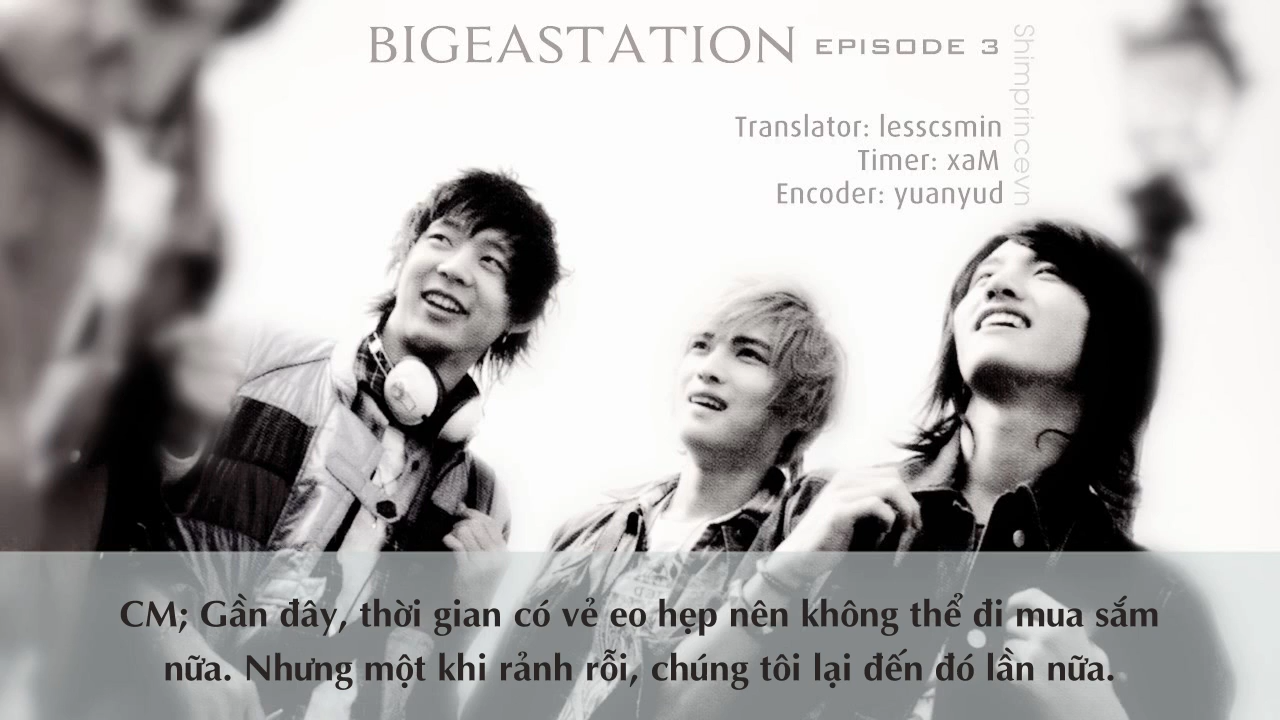 BIGEASTATION EPISODE 3
Shimprincevn
Translator: lesscsmin
Timer: xaM
Encoder: yuanyud
CM; Gần đây, thời gian có vẻ eo hẹp nên không thể đi mua sắm
nữa. Nhưng một khi rảnh rỗi, chúng tôi lại đến đó lần nữa.